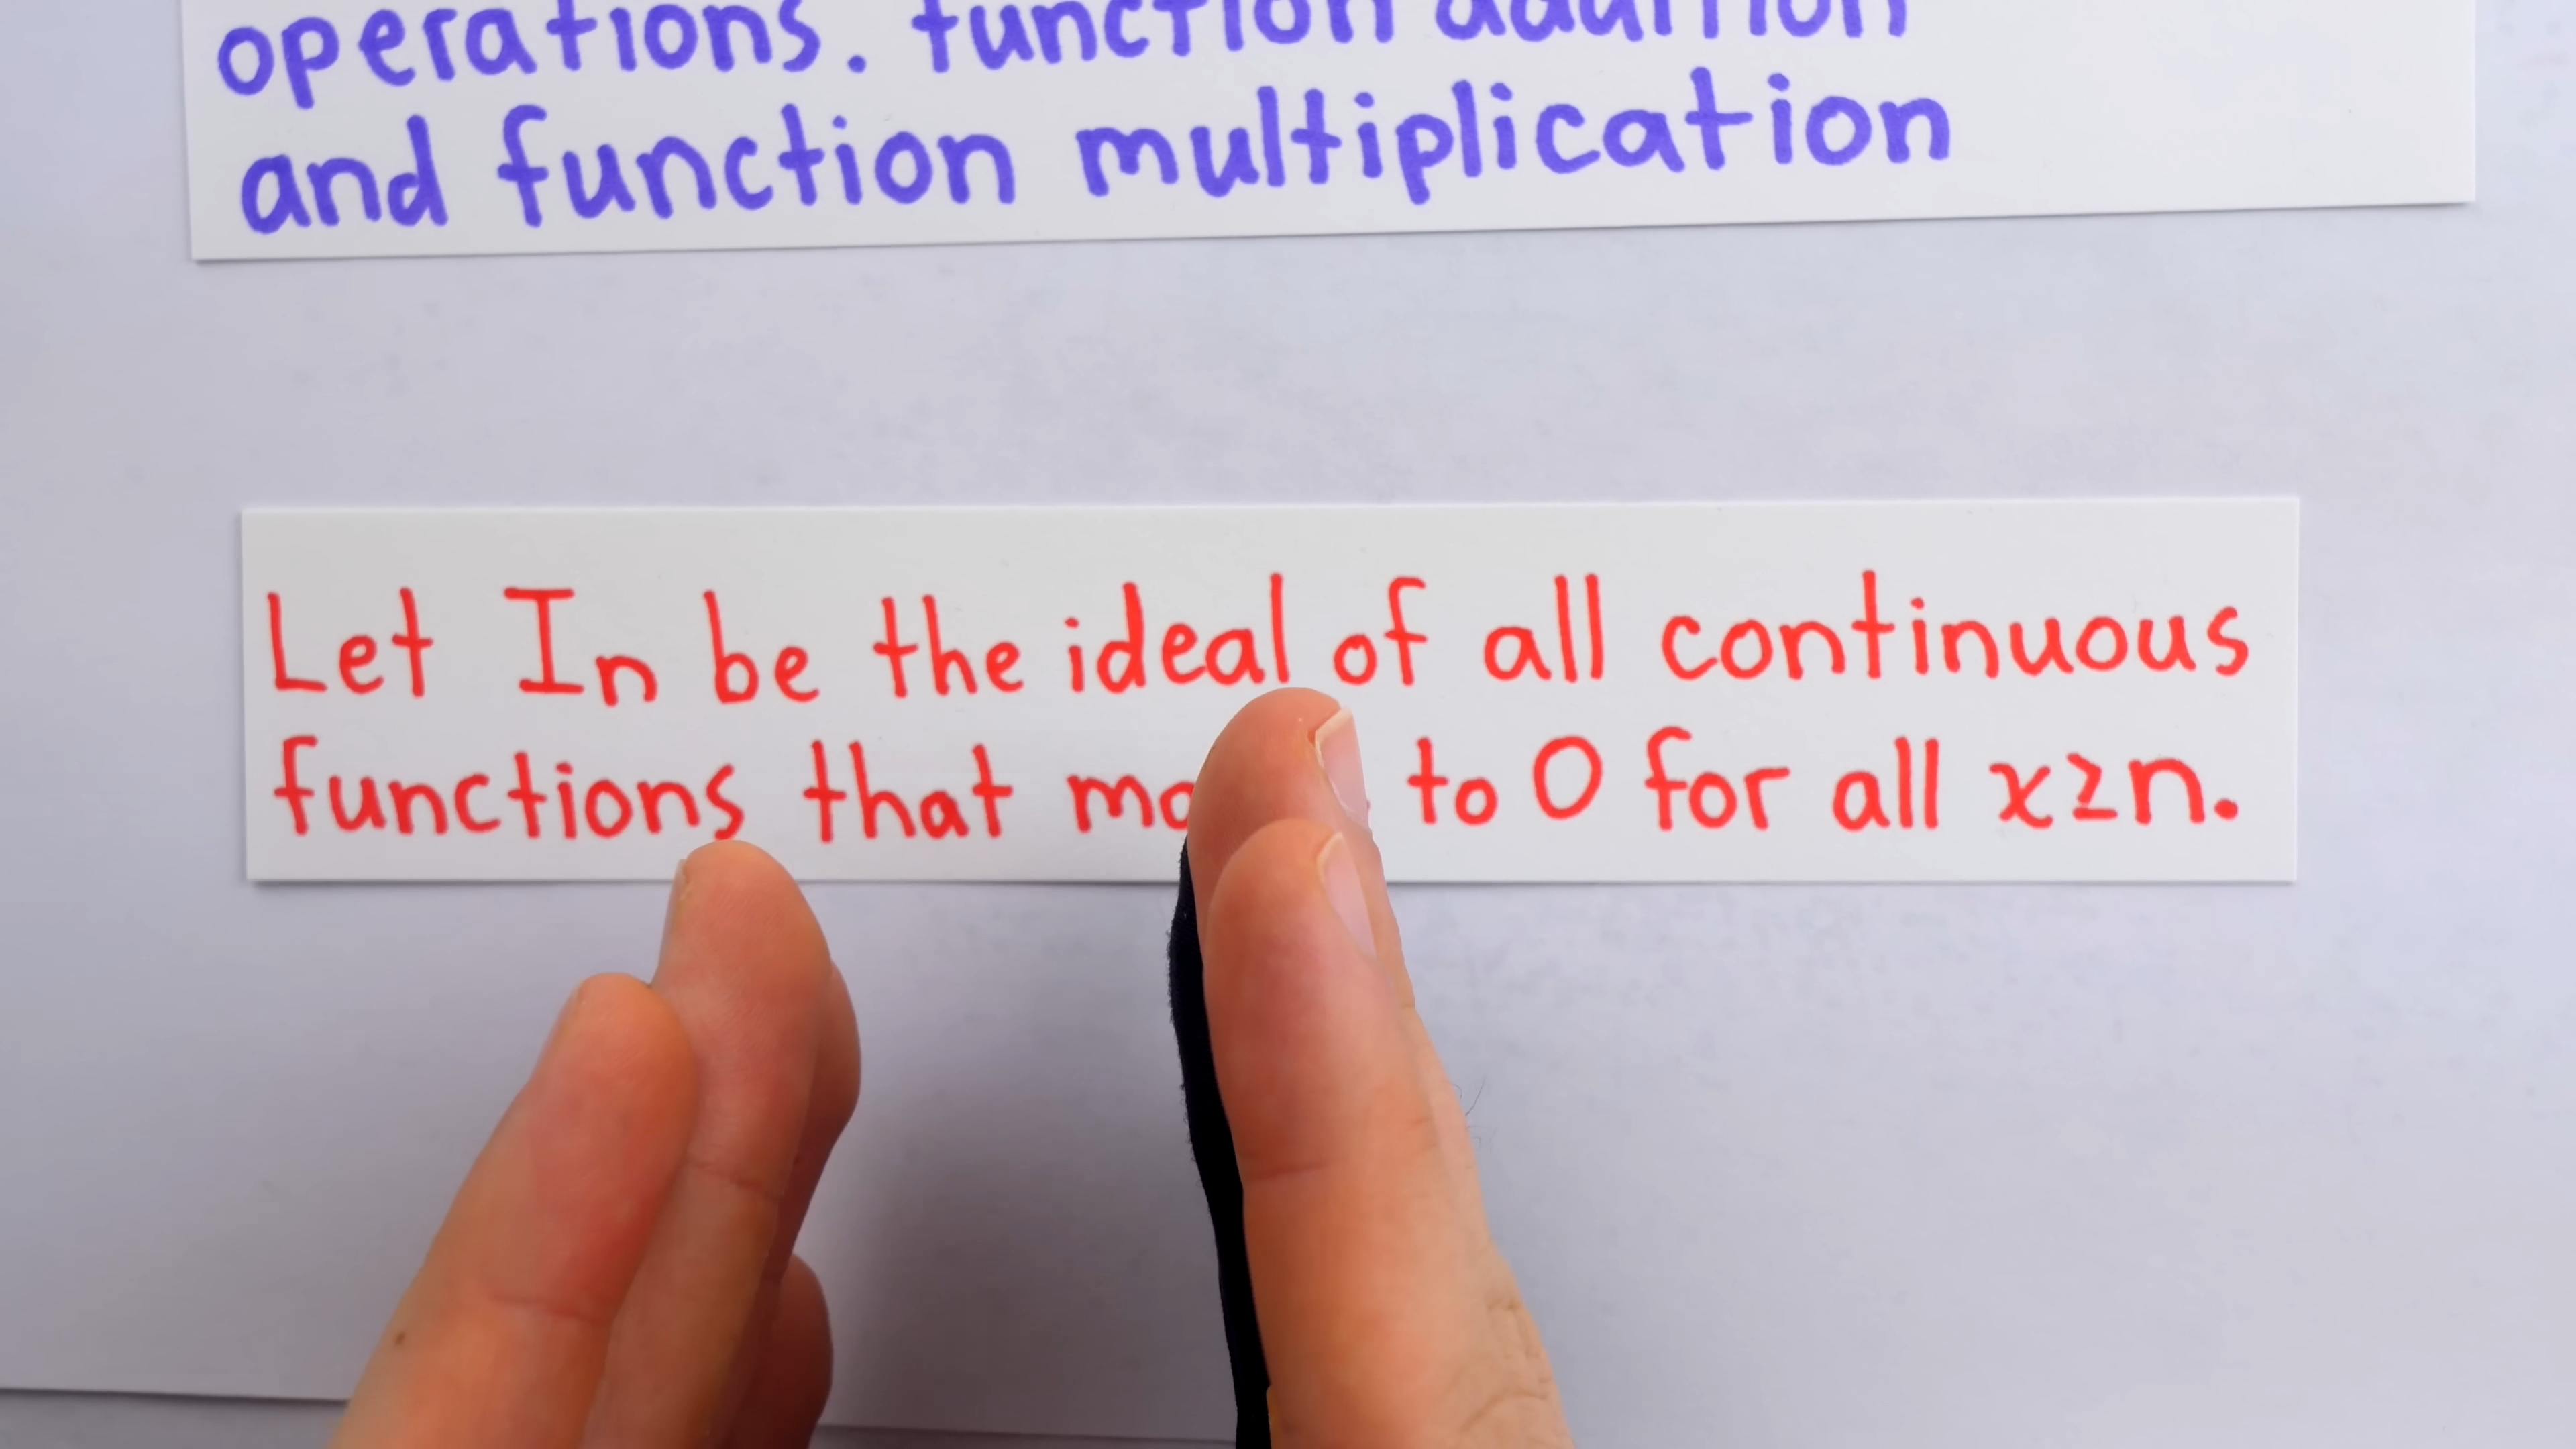 operations. function addition
and function multiplication
Let In be the ideal of all continuous
functions that to 0 for all x≥n.